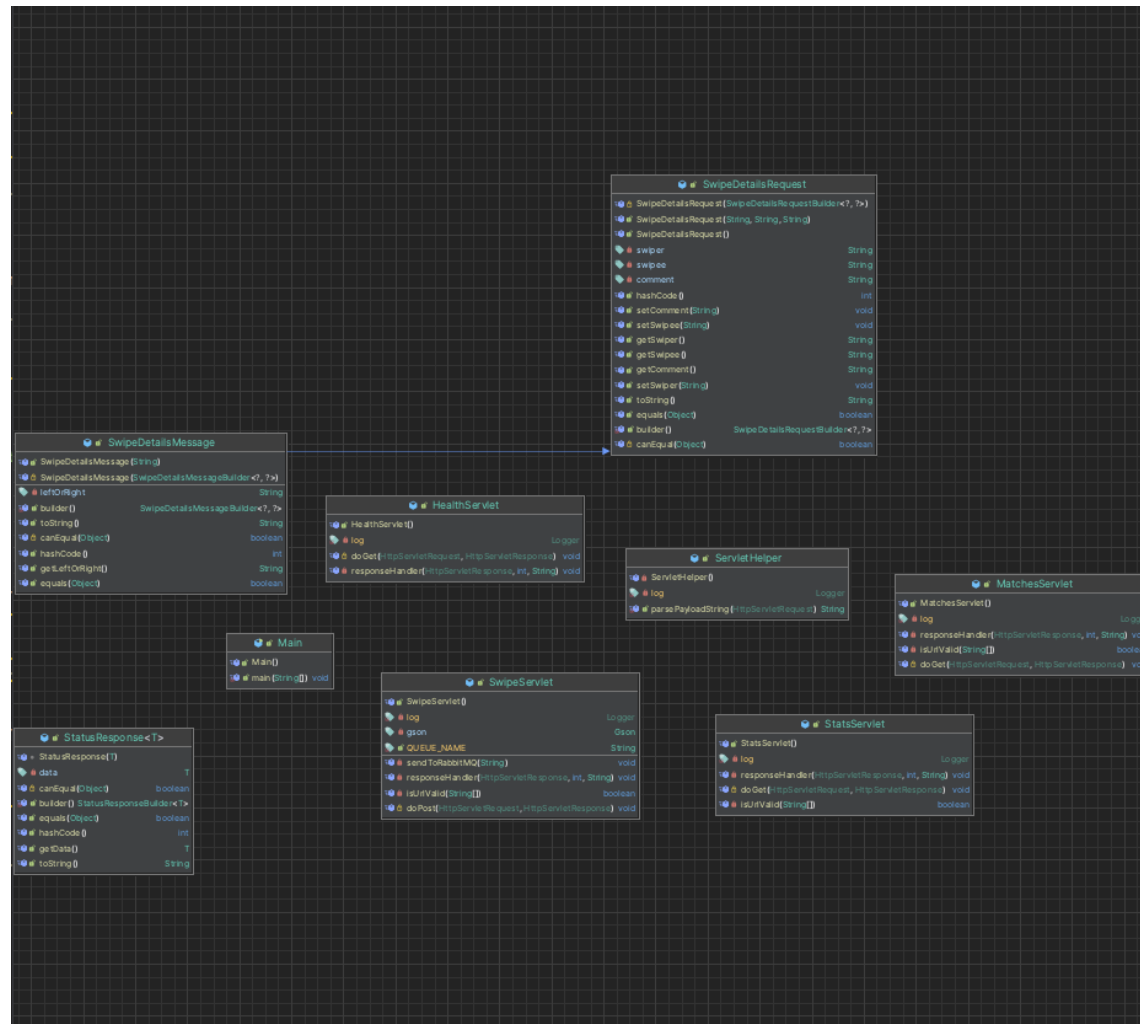 SwipeDetailsRequest
SwipeDetailsRequest(SwipeDetailsRequestBuilder<?, ?>)
SwipeDetailsRequest(String, String, String)
SwipeDetailsRequest()
swiper String
swipee String
comment String
hashCode() int
setComment(String) void
setSwipee(String) void
getSwiper() String
getSwipee() String
getComment() String
setSwiper(String) void
toString() String
equals(Object) boolean
builder() SwipeDetailsRequestBuilder<?, ?>
canEqual(Object) boolean
SwipeDetailsMessage
SwipeDetailsMessage(String)
SwipeDetailsMessage(SwipeDetailsMessageBuilder<?, ?>)
leftOrRight String
builder() SwipeDetailsMessageBuilder<?, ?>
toString() String
canEqual(Object) boolean
hashCode() int
getLeftOrRight() String
equals(Object) boolean
HealthServlet
HealthServlet()
log Logger
doGet(HttpServletRequest, HttpServletResponse) void
responseHandler(HttpServletResponse, int, String) void
ServletHelper
ServletHelper()
log Logger
parsePayloadString(HttpServletRequest) String
MatchesServlet
MatchesServlet()
log Logg
responseHandler(HttpServletResponse, int, String) vo
isUrlValid(String[]) boole
doGet(HttpServletRequest, HttpServletResponse) vo
Main
Main()
main(String[]) void
SwipeServlet
SwipeServlet()
log Logger
gson Gson
QUEUE_NAME String
sendToRabbitMQ(String) void
responseHandler(HttpServletResponse, int, String) void
isUrlValid(String[]) boolean
doPost(HttpServletRequest, HttpServletResponse) void
StatsServlet
StatsServlet()
log Logger
responseHandler(HttpServletResponse, int, String) void
doGet(HttpServletRequest, HttpServletResponse) void
isUrlValid(String[]) boolean
StatusResponse<T>
StatusResponse(T)
data T
canEqual(Object) boolean
builder() StatusResponseBuilder<T>
equals(Object) boolean
hashCode() int
getData() T
toString() String